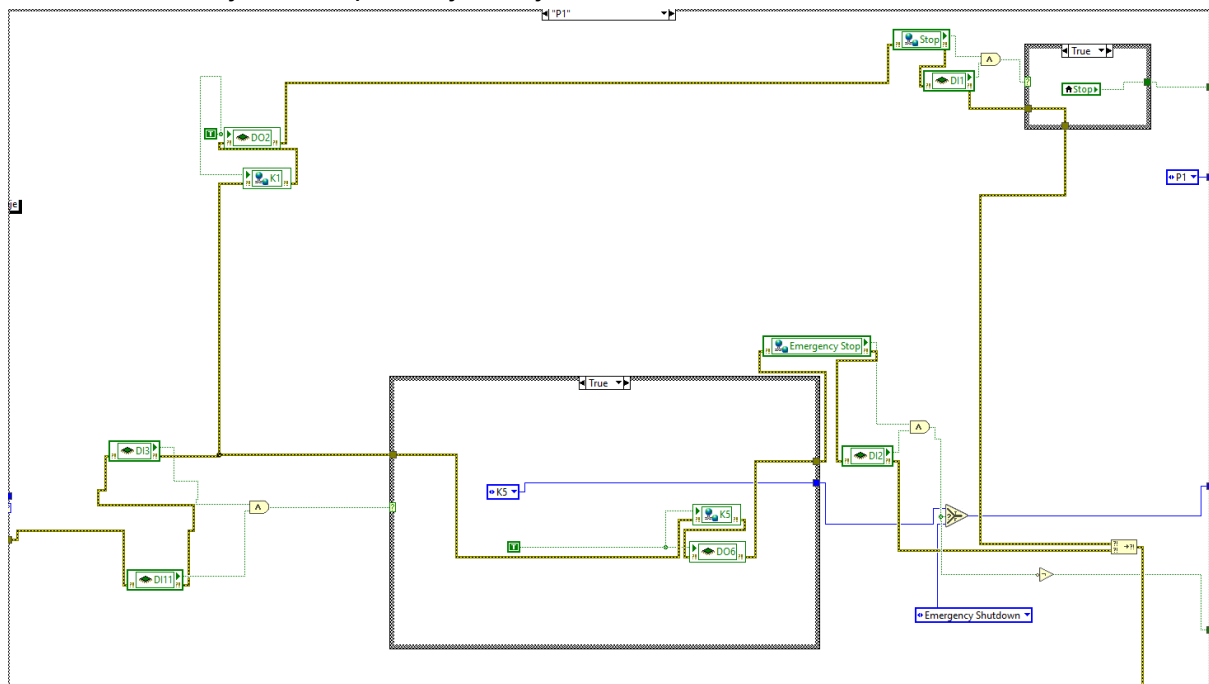 "P1"
Stop
True
DI1
Stop
T
DO2
K1
P1
je
Emergency Stop
True
DI3
DI2
K5
K5
T
DO6
DI11
Emergency Shutdown